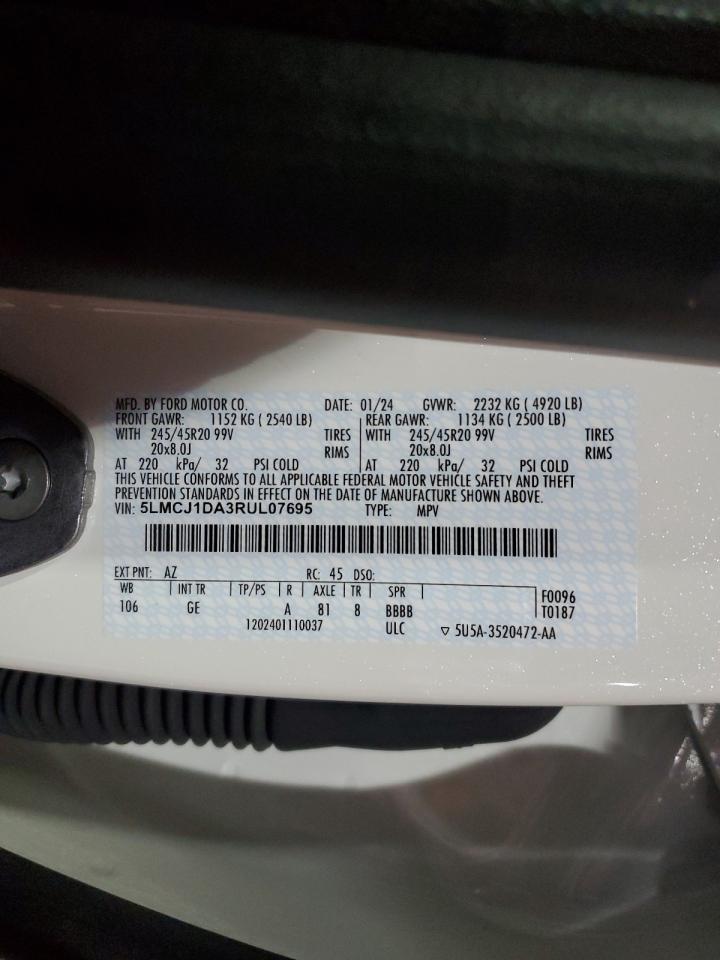 MFD. BY FORD MOTOR CO. DATE: 01/24 GVWR: 2232 KG ( 4920 LB)
FRONT GAWR: 1152 KG ( 2540 LB) REAR GAWR: 1134 KG ( 2500 LB)
WITH 245/45R20 99V TIRES WITH 245/45R20 99V TIRES
20x8.0J RIMS 20x8.0J RIMS
AT 220 kPa/ 32 PSI COLD AT 220 kPa/ 32 PSI COLD
THIS VEHICLE CONFORMS TO ALL APPLICABLE FEDERAL MOTOR VEHICLE SAFETY AND THEFT
PREVENTION STANDARDS IN EFFECT ON THE DATE OF MANUFACTURE SHOWN ABOVE.
VIN: 5LMCJ1DA3RUL07695 TYPE: MPV
EXT PNT: AZ RC: 45 DSO:
WB INT TR TP/PS R AXLE TR SPR F0096
106 GE A 81 8 BBBB T0187
1202401110037 ULC ▽ 5U5A-3520472-AA